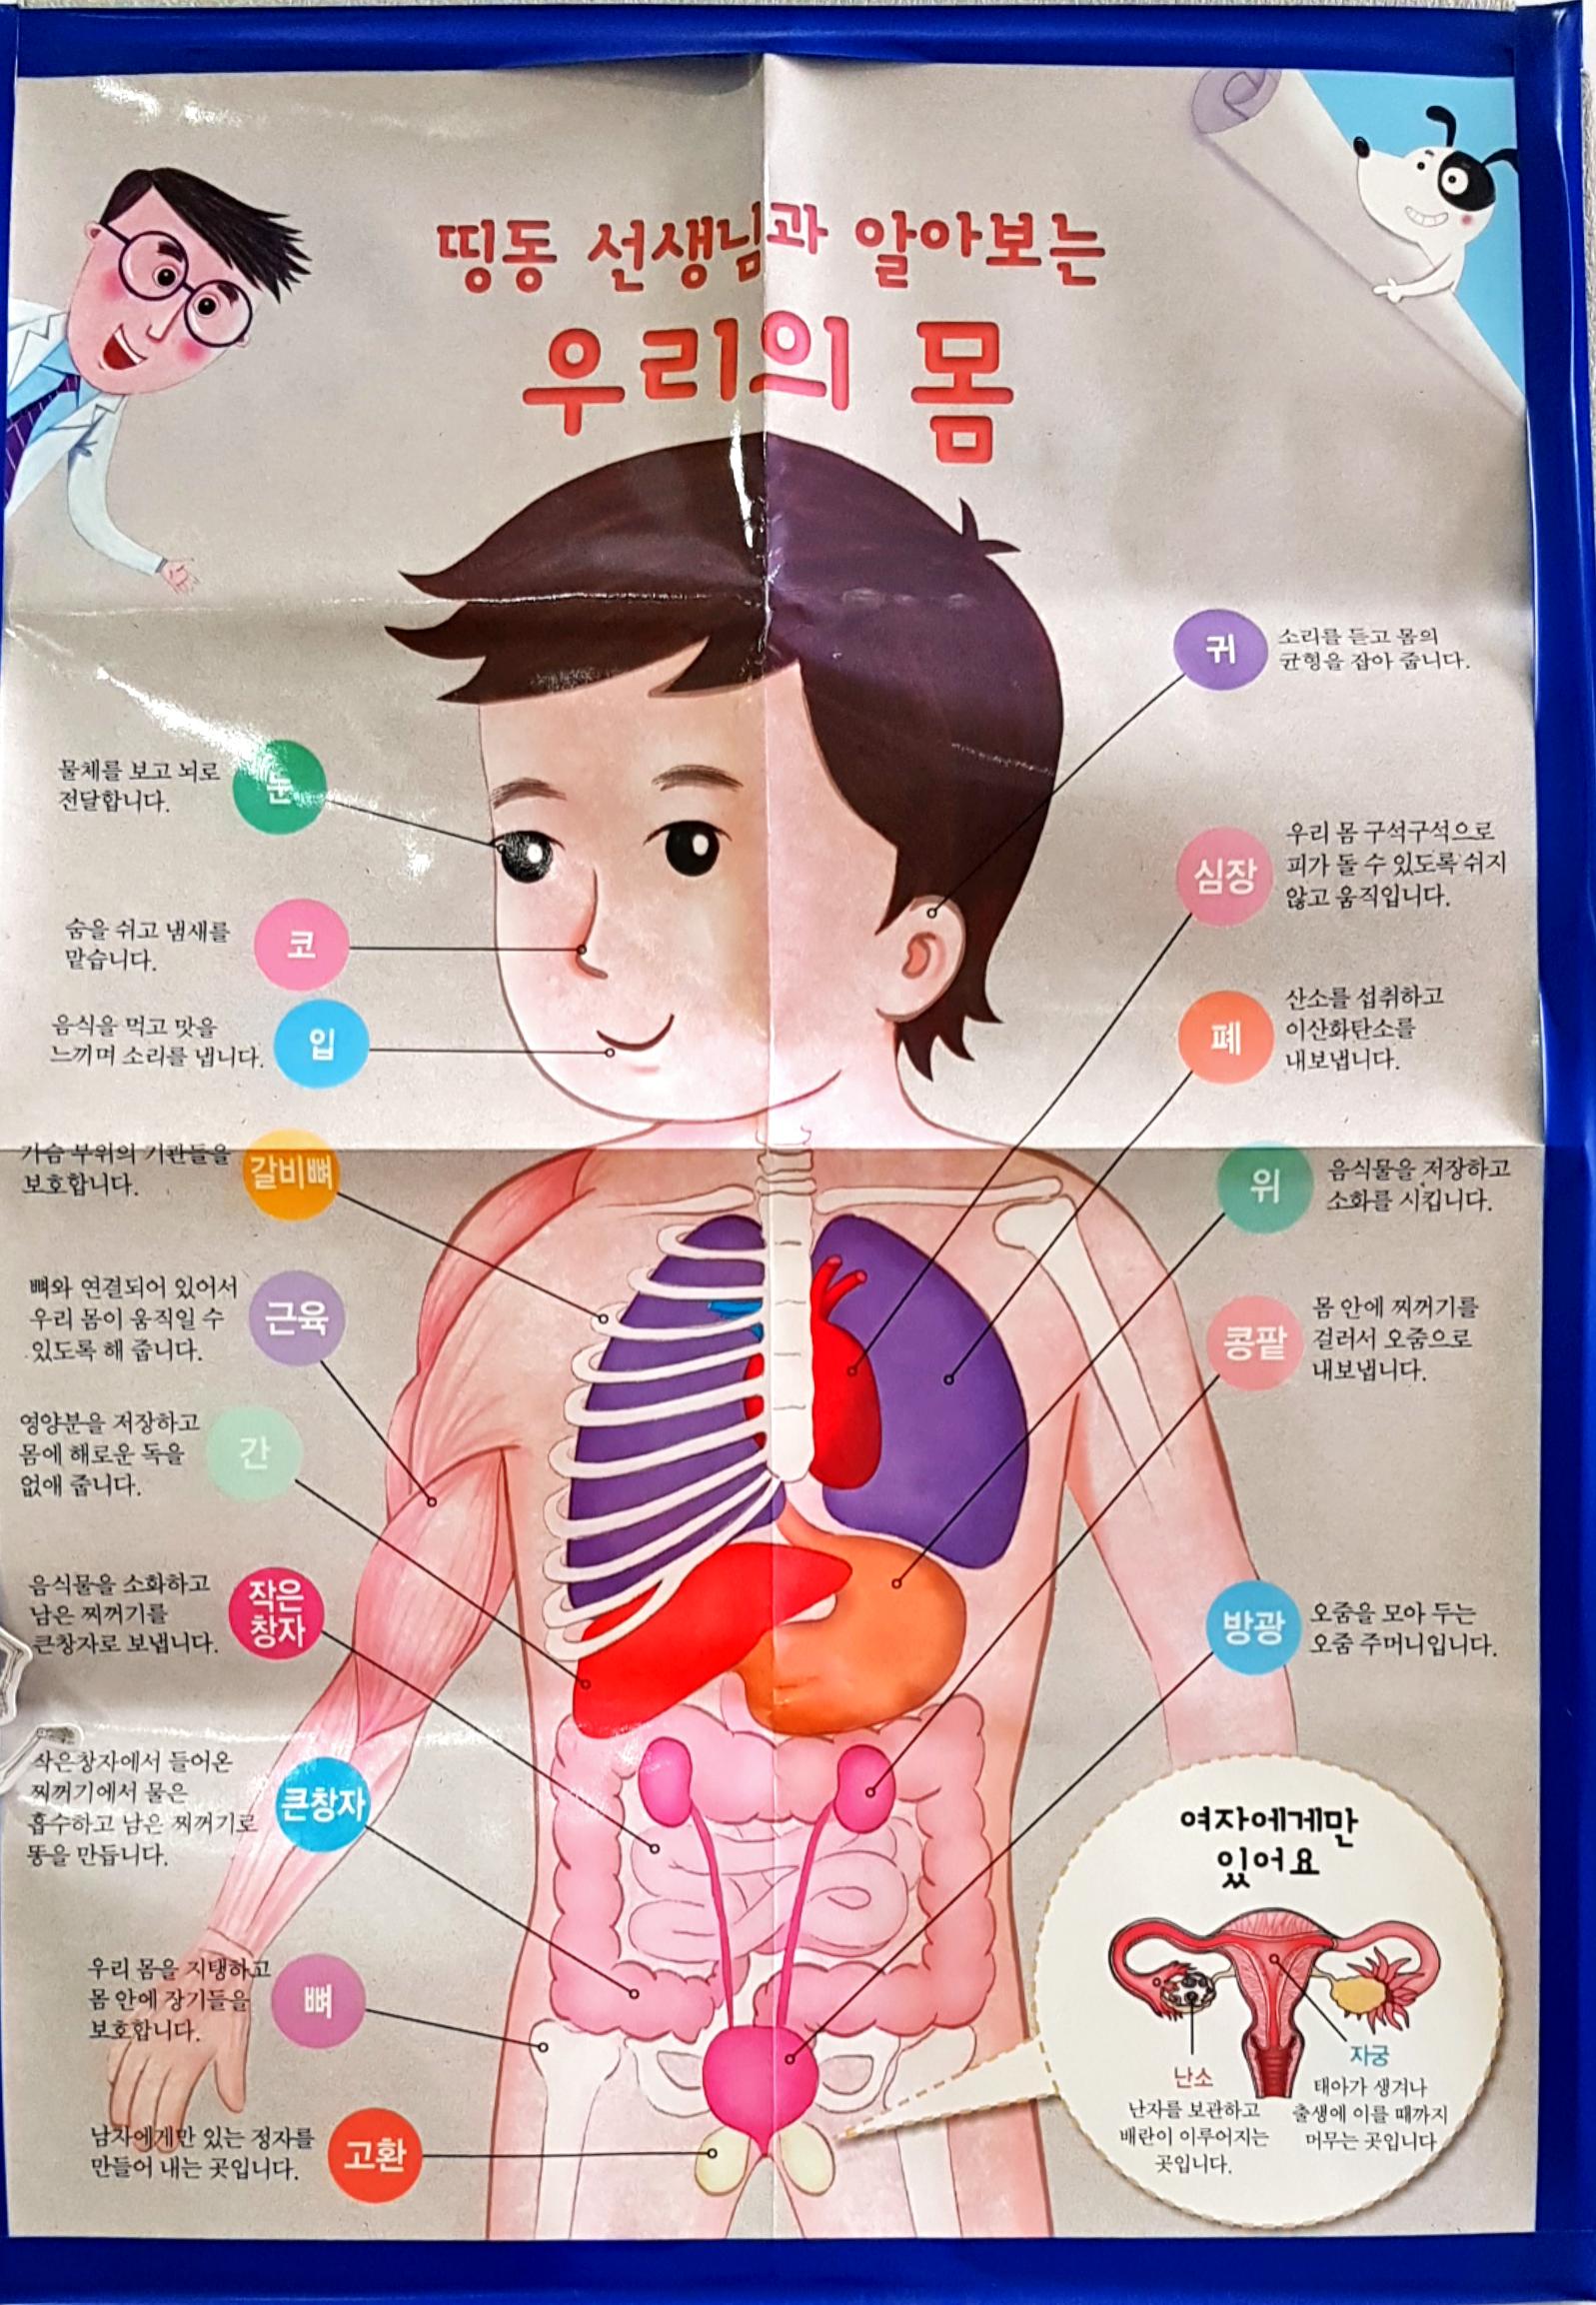 띵동 선생님과 알아보는
우리의 몸
물체를 보고 뇌로
전달합니다.
눈
숨을 쉬고 냄새를
맡습니다.
코
음식을 먹고 맛을
느끼며 소리를 냅니다.
입
가슴 부위의 기관들을
보호합니다.
갈비뼈
뼈와 연결되어 있어서
우리 몸이 움직일 수
있도록 해 줍니다.
근육
영양분을 저장하고
몸에 해로운 독을
없애 줍니다.
간
음식물을 소화하고
남은 찌꺼기를
큰창자로 보냅니다.
작은
창자
작은창자에서 들어온
찌꺼기에서 물은
흡수하고 남은 찌꺼기로
똥을 만듭니다.
큰창자
우리 몸을 지탱하고
몸 안에 장기들을
보호합니다.
뼈
남자에게만 있는 정자를
만들어 내는 곳입니다.
고환
귀
소리를 듣고 몸의
균형을 잡아 줍니다.
심장
우리 몸 구석구석으로
피가 돌 수 있도록 쉬지
않고 움직입니다.
폐
산소를 섭취하고
이산화탄소를
내보냅니다.
위
음식물을 저장하고
소화를 시킵니다.
콩팥
몸 안에 찌꺼기를
걸러서 오줌으로
내보냅니다.
방광
오줌을 모아 두는
오줌 주머니입니다.
여자에게만
있어요
난소
난자를 보관하고
배란이 이루어지는
곳입니다.
자궁
태아가 생겨나
출생에 이를 때까지
머무는 곳입니다